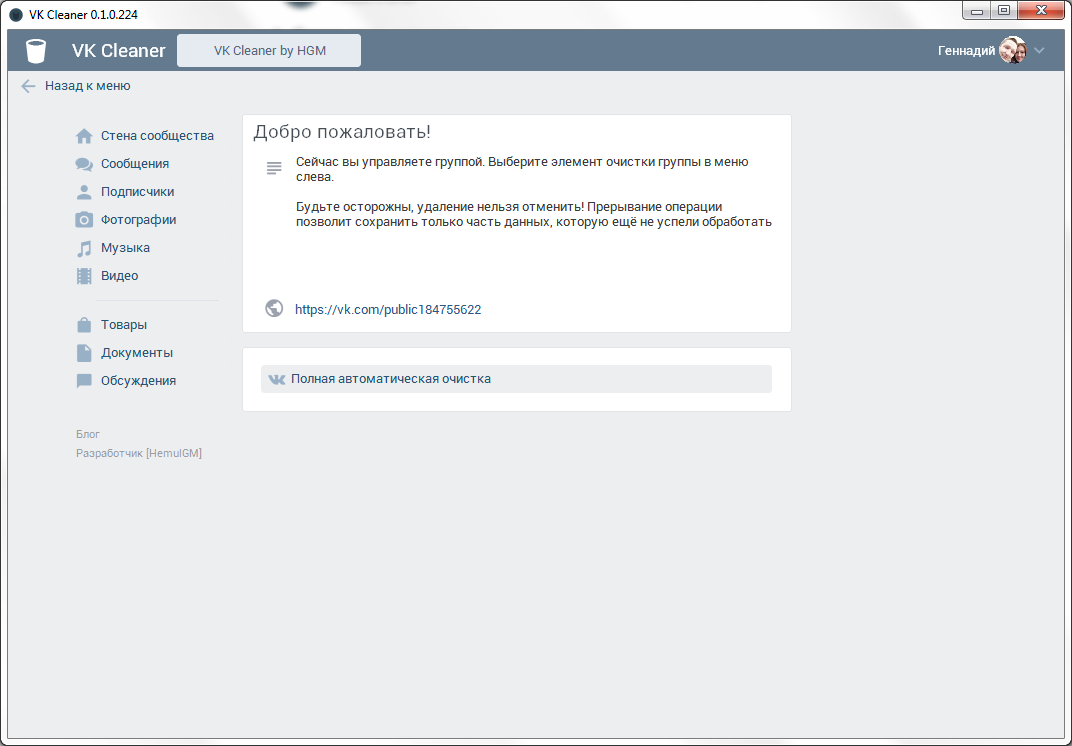 VK Cleaner 0.1.0.224
VK Cleaner
VK Cleaner by HGM
Геннадий
Назад к меню
Стена сообщества
Сообщения
Подписчики
Фотографии
Музыка
Видео
Товары
Документы
Обсуждения
Блог
Разработчик [HemulGM]
Добро пожаловать!
Сейчас вы управляете группой. Выберите элемент очистки группы в меню
слева.
Будьте осторожны, удаление нельзя отменить! Прерывание операции
позволит сохранить только часть данных, которую ещё не успели обработать
https://vk.com/public184755622
Полная автоматическая очистка